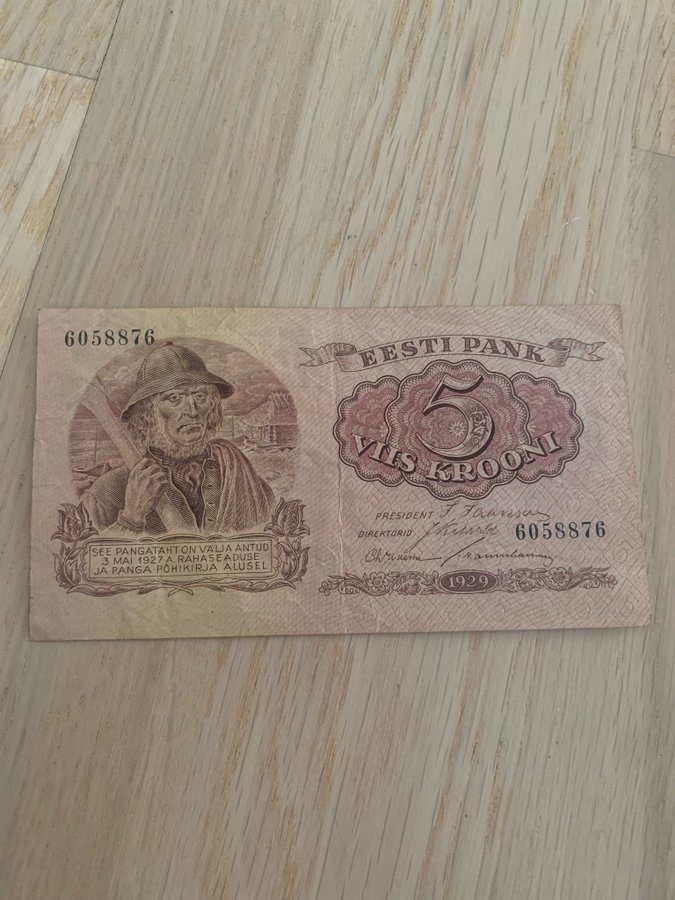 6058876
EESTI PANK
5
VIIS KROONI
PRESIDENT
DIREKTORID
6058876
SEE PANGATÄHT ON VÄLJA ANTUD
3 MAI 1927 A. RAHASEADUSE
JA PANGA PÕHIKIRJA ALUSEL
1929